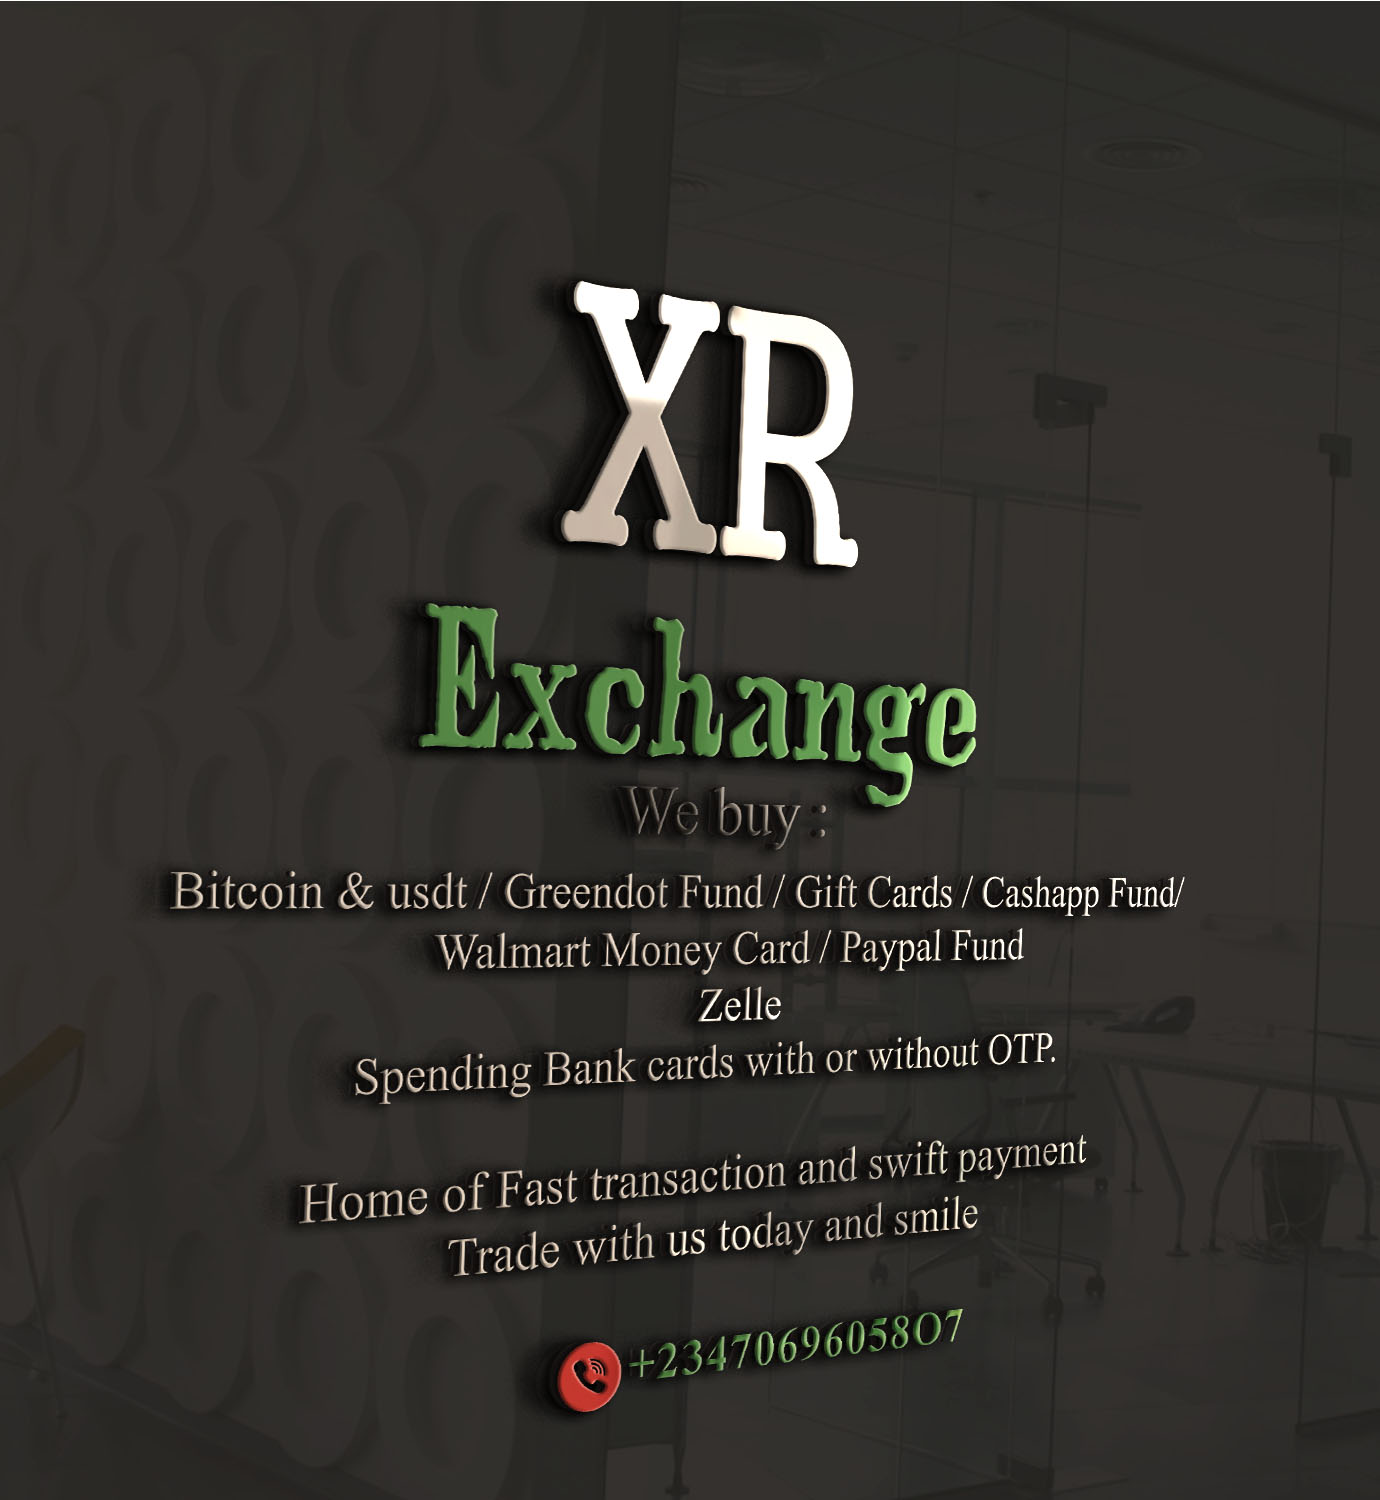 XR
Exchange
We buy :
Bitcoin & usdt / Greendot Fund / Gift Cards / Cashapp Fund/
Walmart Money Card / Paypal Fund
Zelle
Spending Bank cards with or without OTP.
Home of Fast transaction and swift payment
Trade with us today and smile
+2347069605807